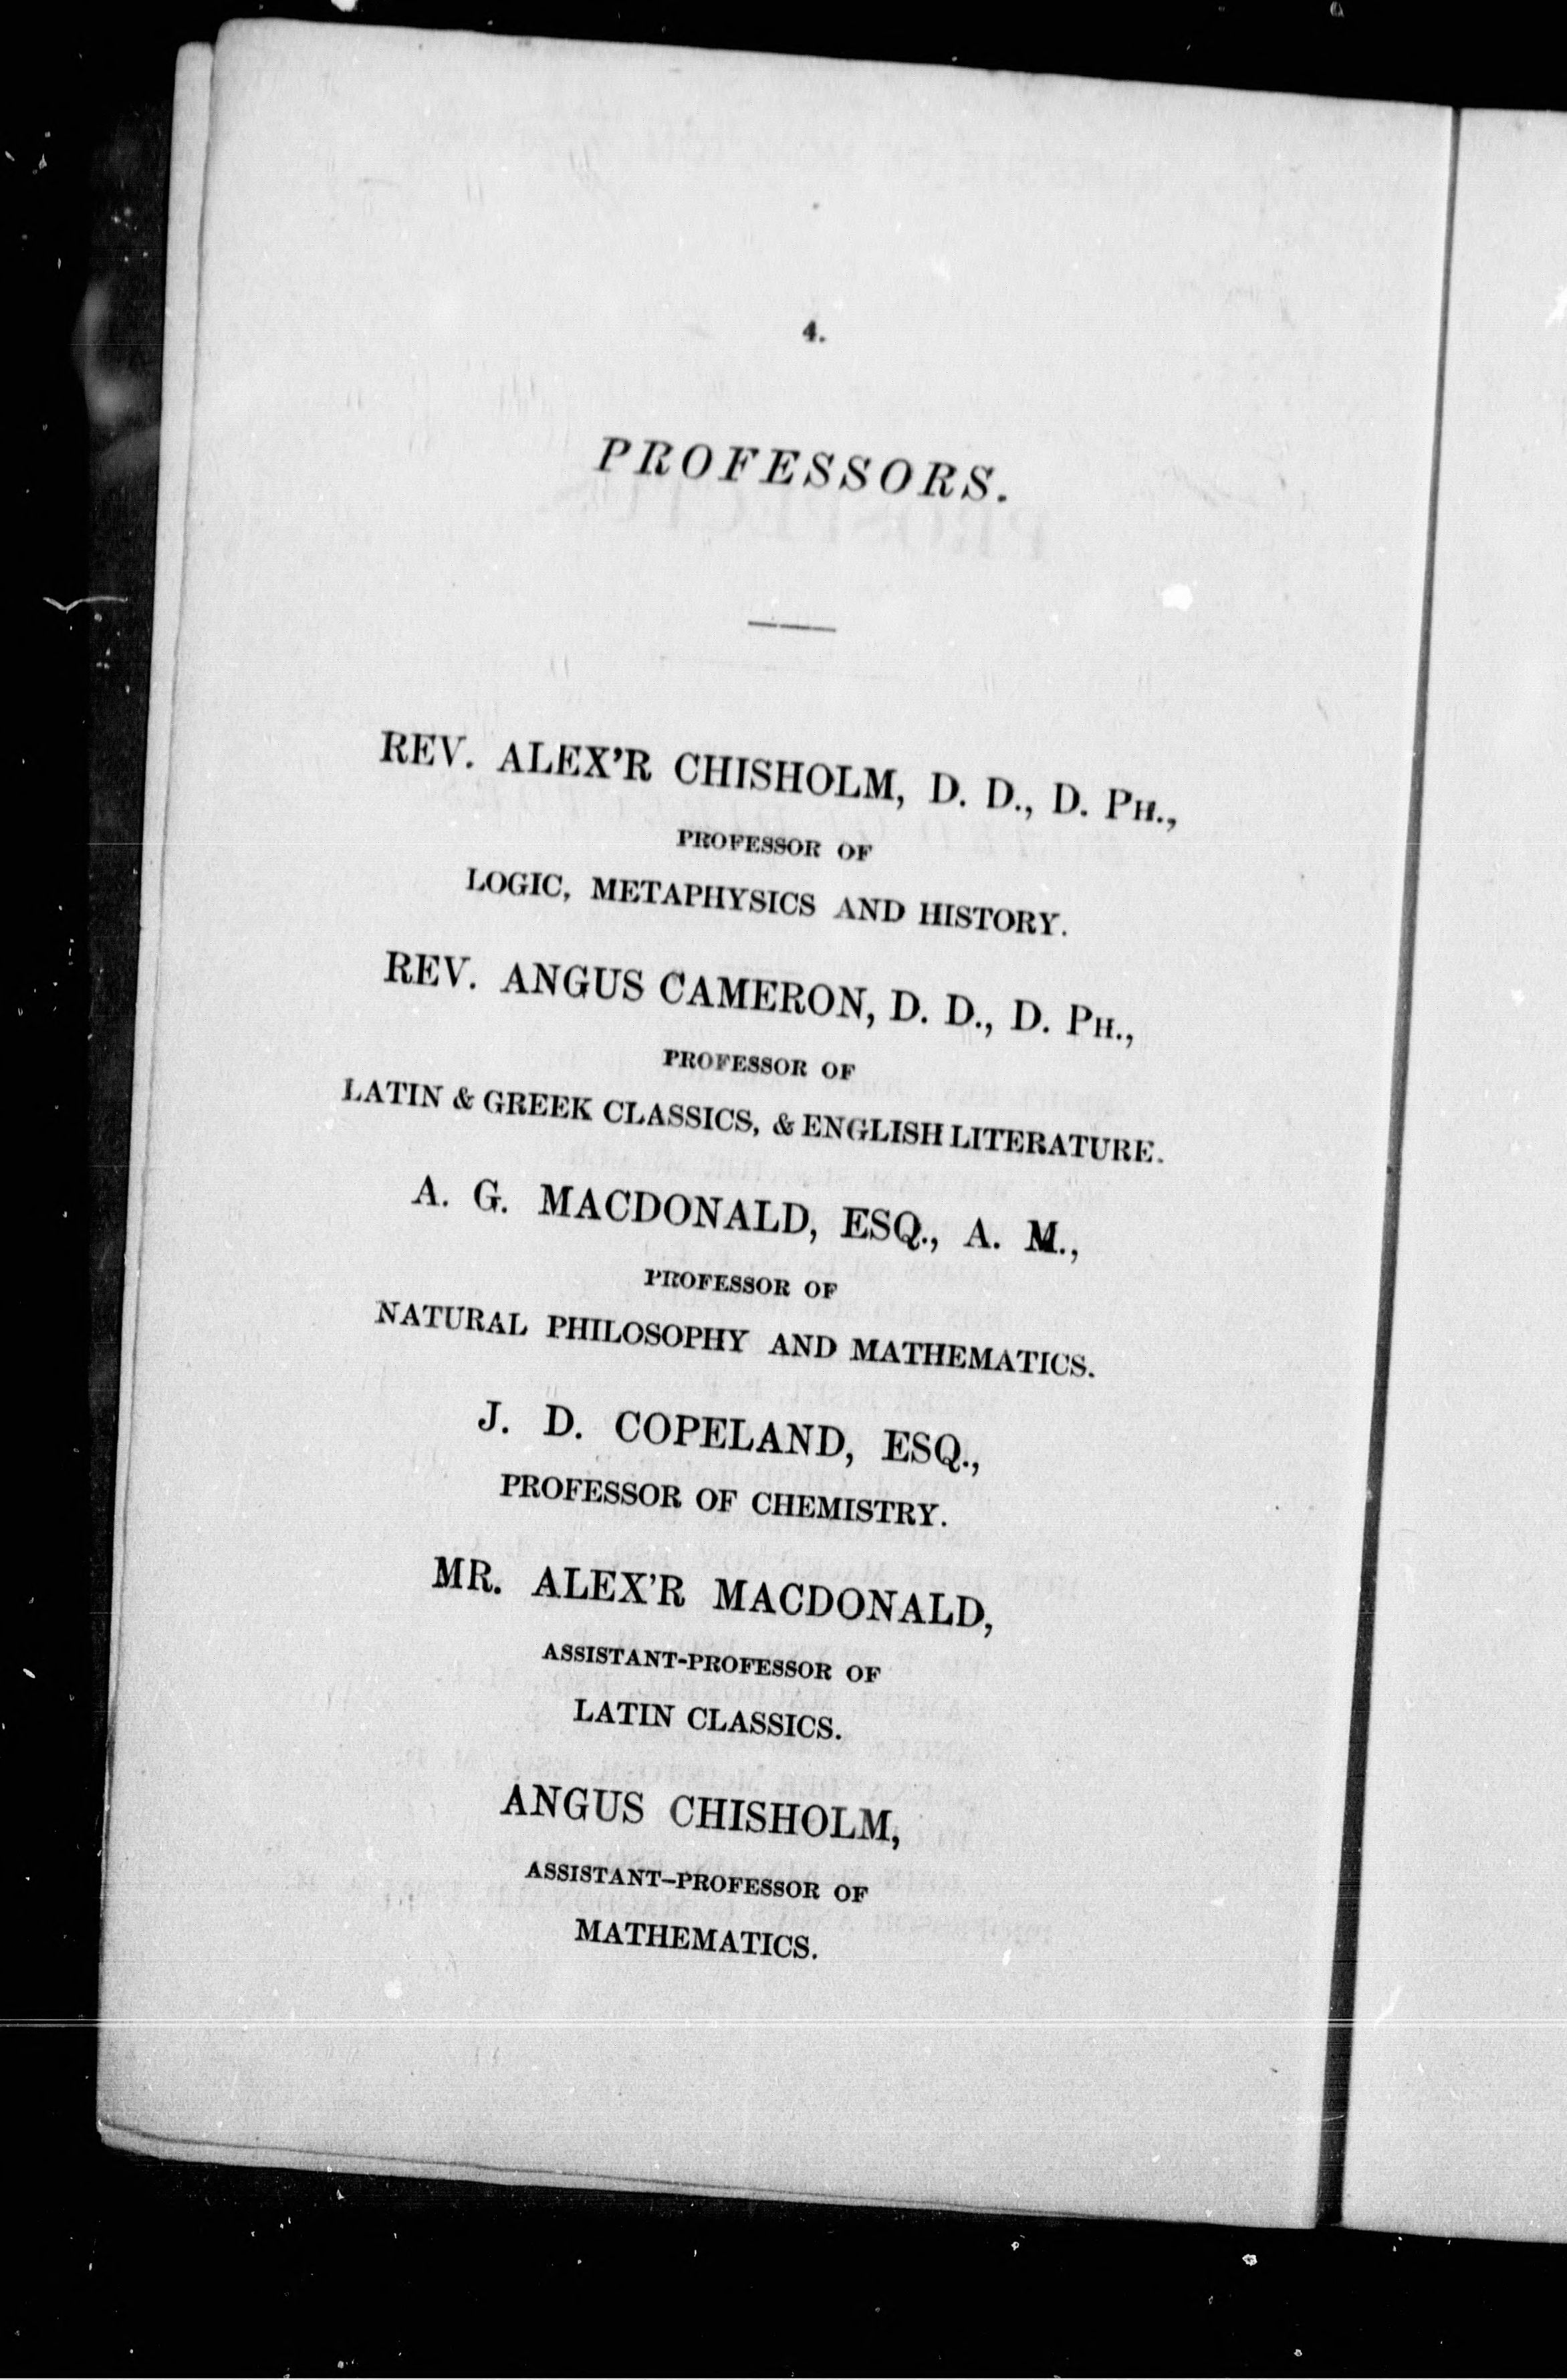 4.
PROFESSORS.
REV. ALEX'R CHISHOLM, D. D., D. PH.,
PROFESSOR OF
LOGIC, METAPHYSICS AND HISTORY.
REV. ANGUS CAMERON, D. D., D. PH.,
PROFESSOR OF
LATIN & GREEK CLASSICS, & ENGLISH LITERATURE.
A. G. MACDONALD, ESQ., A. M.,
PROFESSOR OF
NATURAL PHILOSOPHY AND MATHEMATICS.
J. D. COPELAND, ESQ.,
PROFESSOR OF CHEMISTRY.
MR. ALEX'R MACDONALD,
ASSISTANT-PROFESSOR OF
LATIN CLASSICS.
ANGUS CHISHOLM,
ASSISTANT-PROFESSOR OF
MATHEMATICS.